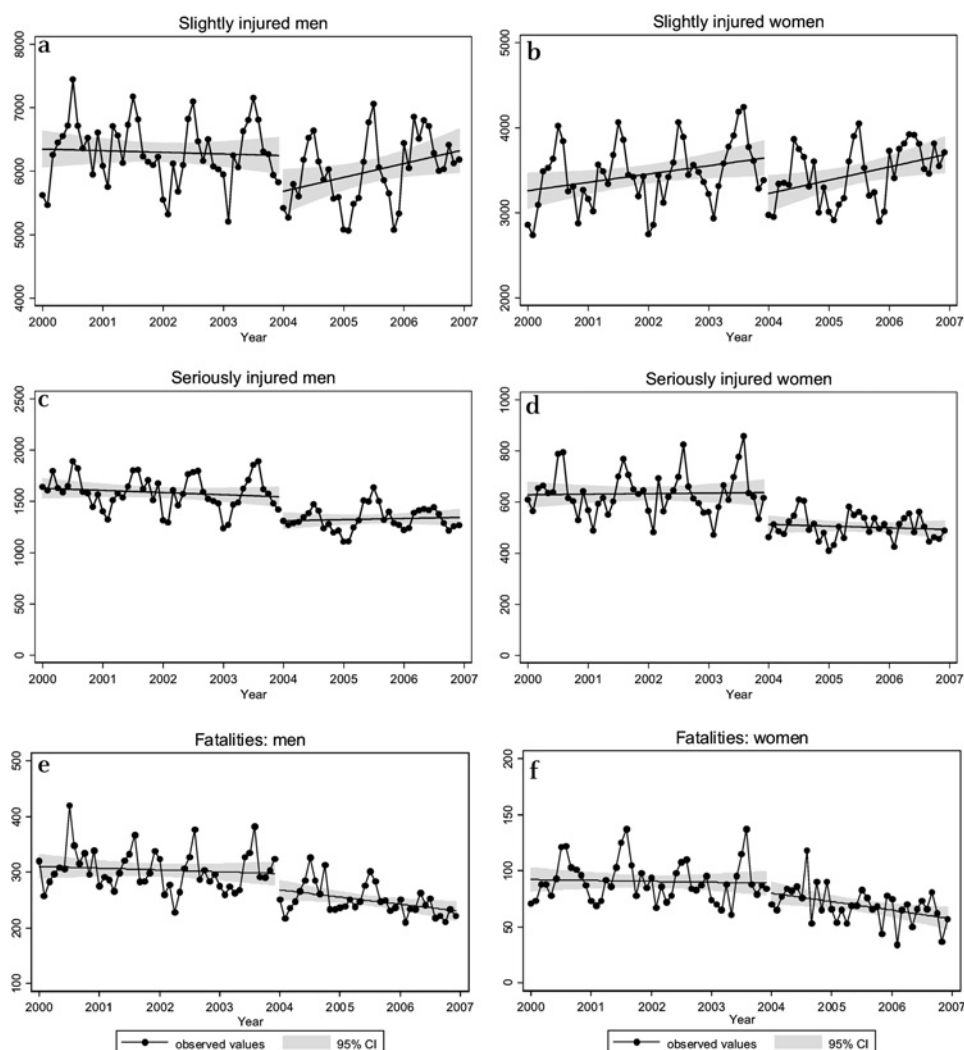 Slightly injured men
a
8000
7000
6000
5000
4000
2000 2001 2002 2003 2004 2005 2006 2007
Year
Slightly injured women
b
5000
4000
3000
2000
2000 2001 2002 2003 2004 2005 2006 2007
Year
Seriously injured men
c
2500
2000
1500
1000
500
0
2000 2001 2002 2003 2004 2005 2006 2007
Year
Seriously injured women
d
1000
800
600
400
200
0
2000 2001 2002 2003 2004 2005 2006 2007
Year
Fatalities: men
e
500
400
300
200
100
2000 2001 2002 2003 2004 2005 2006 2007
Year
observed values 95% CI
Fatalities: women
f
200
150
100
50
0
2000 2001 2002 2003 2004 2005 2006 2007
Year
observed values 95% CI